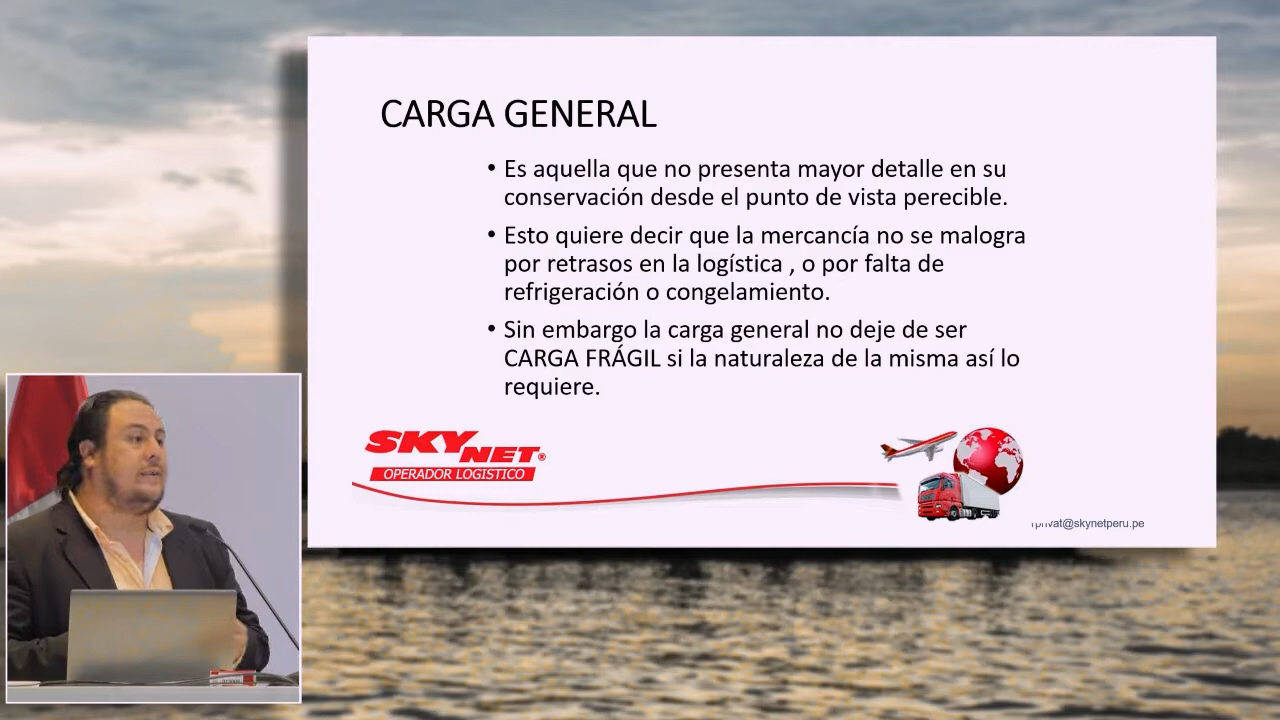 CARGA GENERAL
• Es aquella que no presenta mayor detalle en su
conservación desde el punto de vista perecible.
• Esto quiere decir que la mercancía no se malogra
por retrasos en la logística , o por falta de
refrigeración o congelamiento.
• Sin embargo la carga general no deje de ser
CARGA FRÁGIL si la naturaleza de la misma así lo
requiere.
SKY NET®
OPERADOR LOGISTICO
rprivat@skynetperu.pe